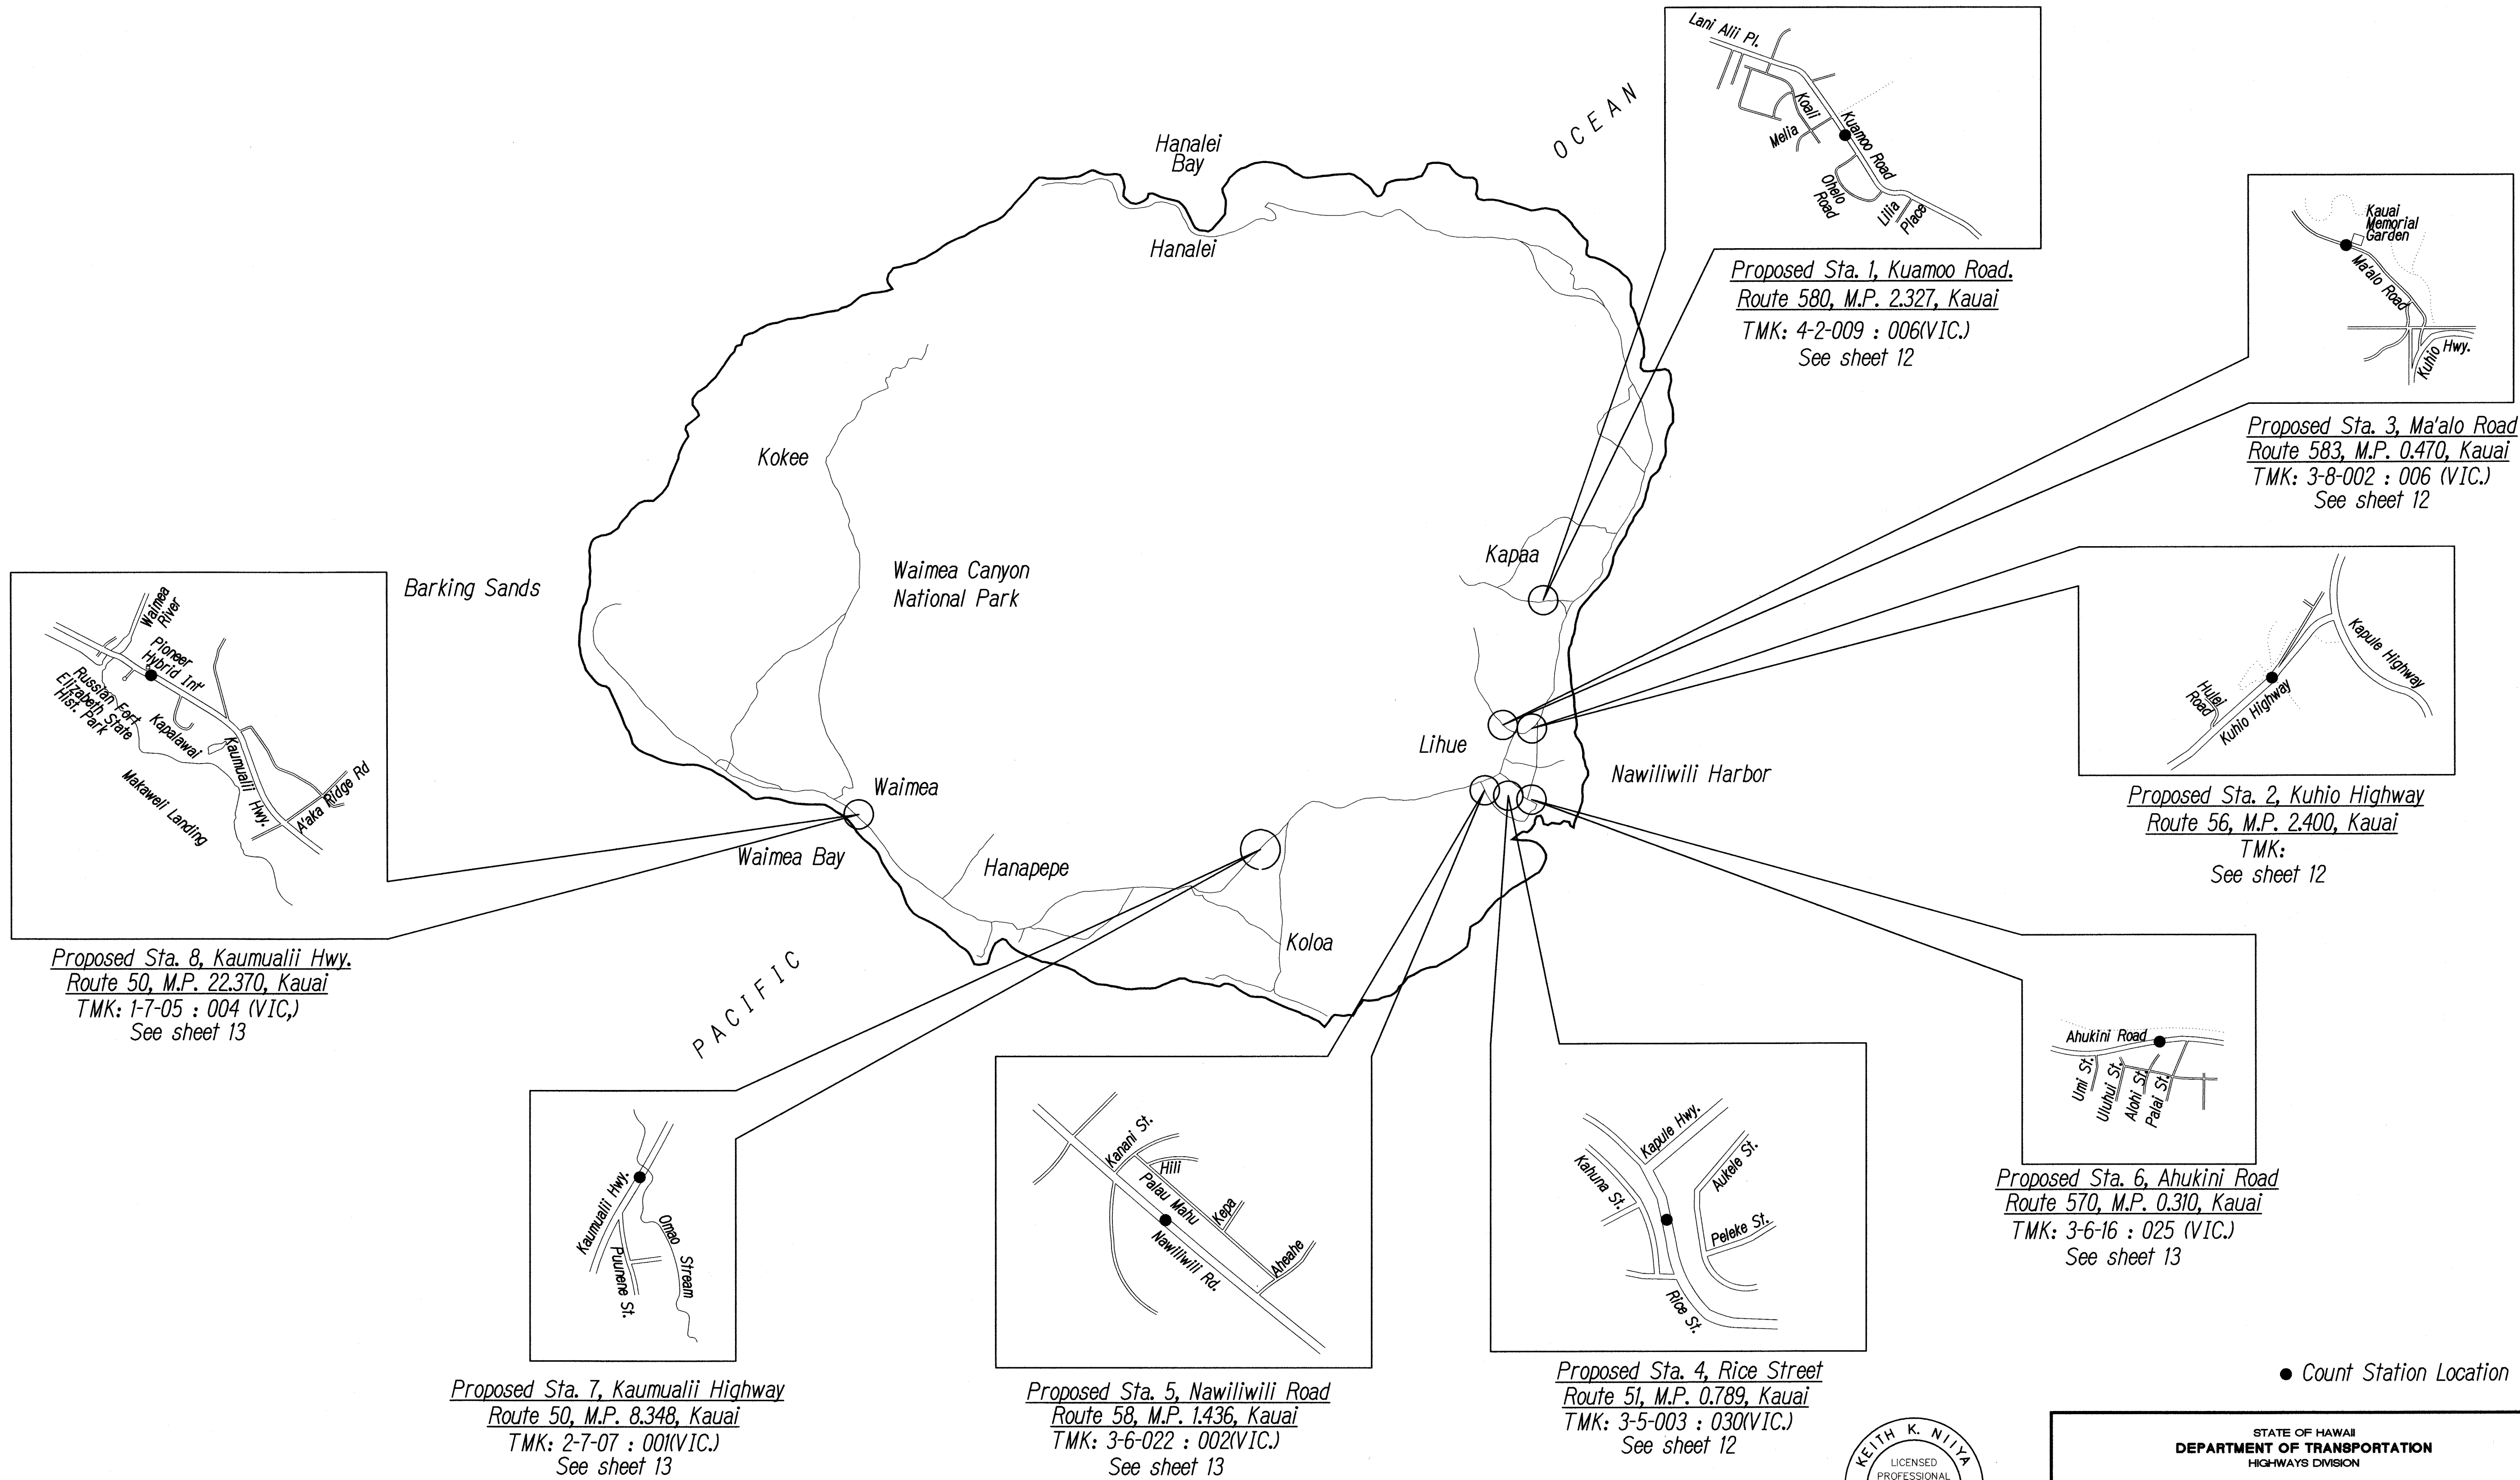 Lani Alii Pl.
Koali
Melia
Kuamoo Road
Ohelo
Road
Lilia
Place
Proposed Sta. 1, Kuamoo Road.
Route 580, M.P. 2.327, Kauai
TMK: 4-2-009 : 006(VIC.)
See sheet 12
OCEAN
Hanalei
Bay
Hanalei
Kauai
Memorial
Garden
Ma'alo Road
Kuhio Hwy.
Proposed Sta. 3, Ma'alo Road
Route 583, M.P. 0.470, Kauai
TMK: 3-8-002 : 006 (VIC.)
See sheet 12
Kokee
Waimea Canyon
National Park
Barking Sands
Kapaa
Lihue
Nawiliwili Harbor
Waimea
Waimea Bay
Hanapepe
Koloa
PACIFIC
Kapule Highway
Hulei
Road
Kuhio Highway
Proposed Sta. 2, Kuhio Highway
Route 56, M.P. 2.400, Kauai
TMK:
See sheet 12
Waimea
River
Pioneer
Hybrid Int'
Russian Fort
Elizabeth State
Hist. Park
Kapalawai
Kaumualii Hwy.
Makaweli Landing
A'aka Ridge Rd
Proposed Sta. 8, Kaumualii Hwy.
Route 50, M.P. 22.370, Kauai
TMK: 1-7-05 : 004 (VIC,)
See sheet 13
Kaumualii Hwy.
Omao Stream
Puunene St.
Proposed Sta. 7, Kaumualii Highway
Route 50, M.P. 8.348, Kauai
TMK: 2-7-07 : 001(VIC.)
See sheet 13
Kanani St.
Hili
Palau Mahu
Kepa
Nawiliwili Rd.
Aheahe
Proposed Sta. 5, Nawiliwili Road
Route 58, M.P. 1.436, Kauai
TMK: 3-6-022 : 002(VIC.)
See sheet 13
Kapule Hwy.
Kahuna St.
Aukele St.
Peleke St.
Rice St.
Proposed Sta. 4, Rice Street
Route 51, M.P. 0.789, Kauai
TMK: 3-5-003 : 030(VIC.)
See sheet 12
Ahukini Road
Umi St.
Uluhui St.
Alohi St.
Palai St.
Proposed Sta. 6, Ahukini Road
Route 570, M.P. 0.310, Kauai
TMK: 3-6-16 : 025 (VIC.)
See sheet 13
Count Station Location
KEITH K. NIIYA
LICENSED
PROFESSIONAL
STATE OF HAWAII
DEPARTMENT OF TRANSPORTATION
HIGHWAYS DIVISION